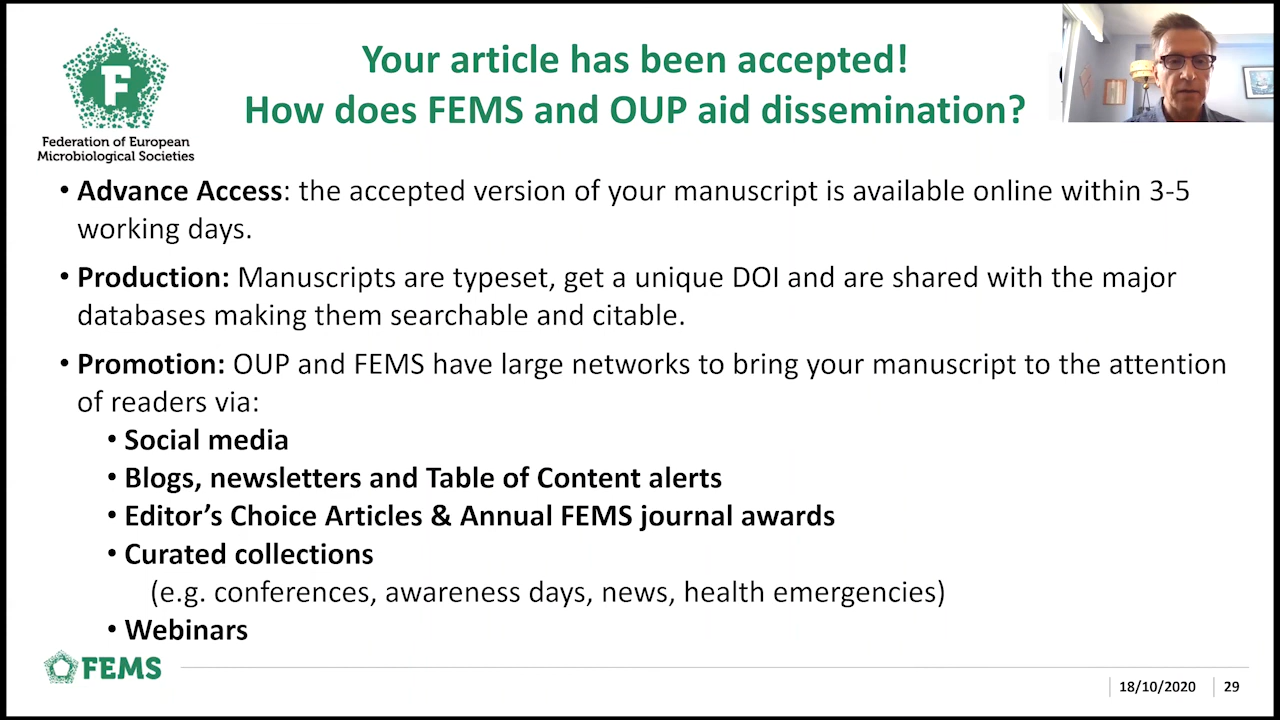 F
Federation of European
Microbiological Societies
Your article has been accepted!
How does FEMS and OUP aid dissemination?
• Advance Access: the accepted version of your manuscript is available online within 3-5
working days.
• Production: Manuscripts are typeset, get a unique DOI and are shared with the major
databases making them searchable and citable.
• Promotion: OUP and FEMS have large networks to bring your manuscript to the attention
of readers via:
• Social media
• Blogs, newsletters and Table of Content alerts
• Editor’s Choice Articles & Annual FEMS journal awards
• Curated collections
(e.g. conferences, awareness days, news, health emergencies)
• Webinars
FEMS
18/10/2020 29